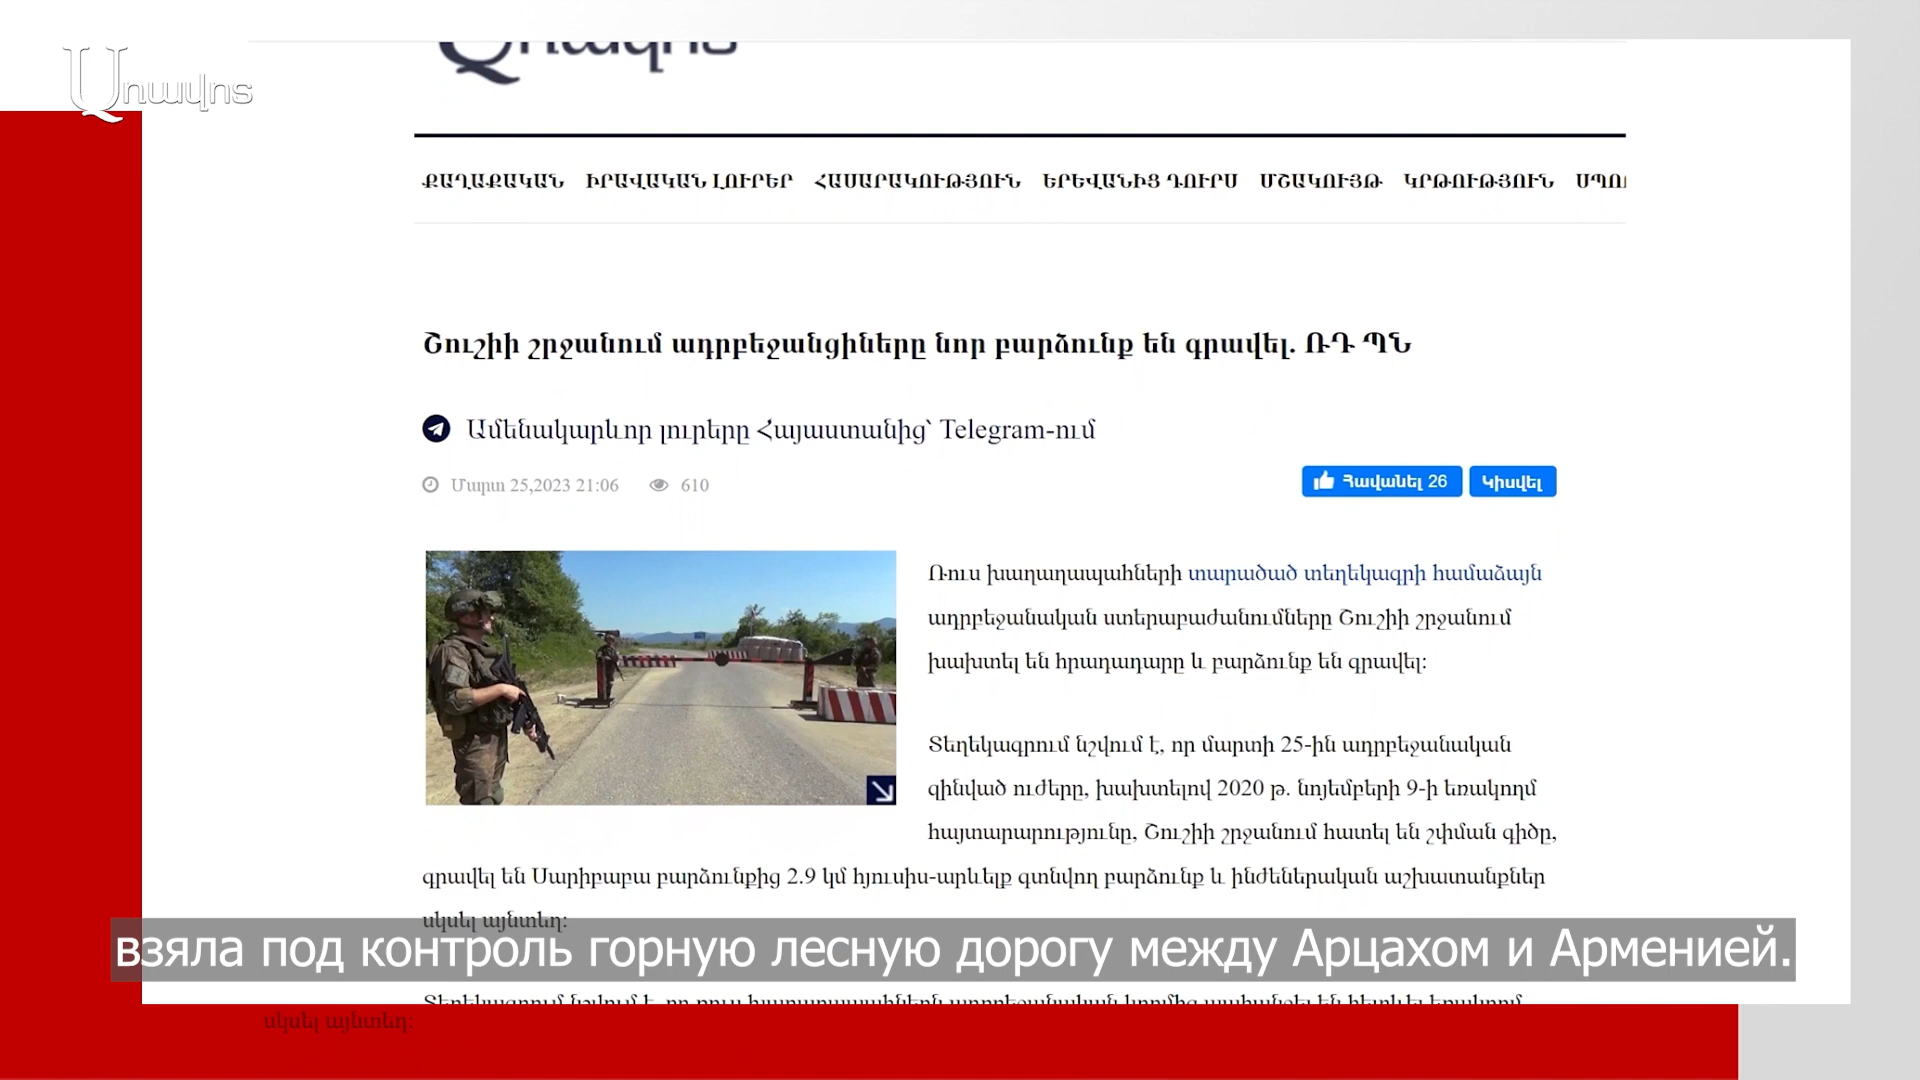 Առավոտ
ՔԱՂԱՔԱԿԱՆ ԻՐԱՎԱԿԱՆ ԼՈՒՐԵՐ ՀԱՍԱՐԱԿՈՒԹՅՈՒՆ ԵՐԵՎԱՆԻՑ ԴՈՒՐՍ ՄՇԱԿՈՒՅԹ ԿՐԹՈՒԹՅՈՒՆ
Շուշիի շրջանում ադրբեջանցիները նոր բարձունք են գրավել. ՌԴ ՊՆ
Ամենակարևոր լուրերը Հայաստանից՝ Telegram-ում
Մարտ 25,2023 21:06 610
Հավանել 26 Կիսվել
Ռուս խաղաղապահների տարածած տեղեկագրի համաձայն
ադրբեջանական ստորաբաժանումները Շուշիի շրջանում
խախտել են հրադադարը և բարձունք են գրավել:
Տեղեկագրում նշվում է, որ մարտի 25-ին ադրբեջանական
զինված ուժերը, խախտելով 2020 թ. նոյեմբերի 9-ի եռակողմ
հայտարարությունը, Շուշիի շրջանում հատել են շփման գիծը,
գրավել են Սարիբաբա բարձունքից 2.9 կմ հյուսիս-արևելք գտնվող բարձունք և ինժեներական աշխատանքներ
սկսել այնտեղ:
взяла под контроль горную лесную дорогу между Арцахом и Арменией.
սկսել այնտեղ: